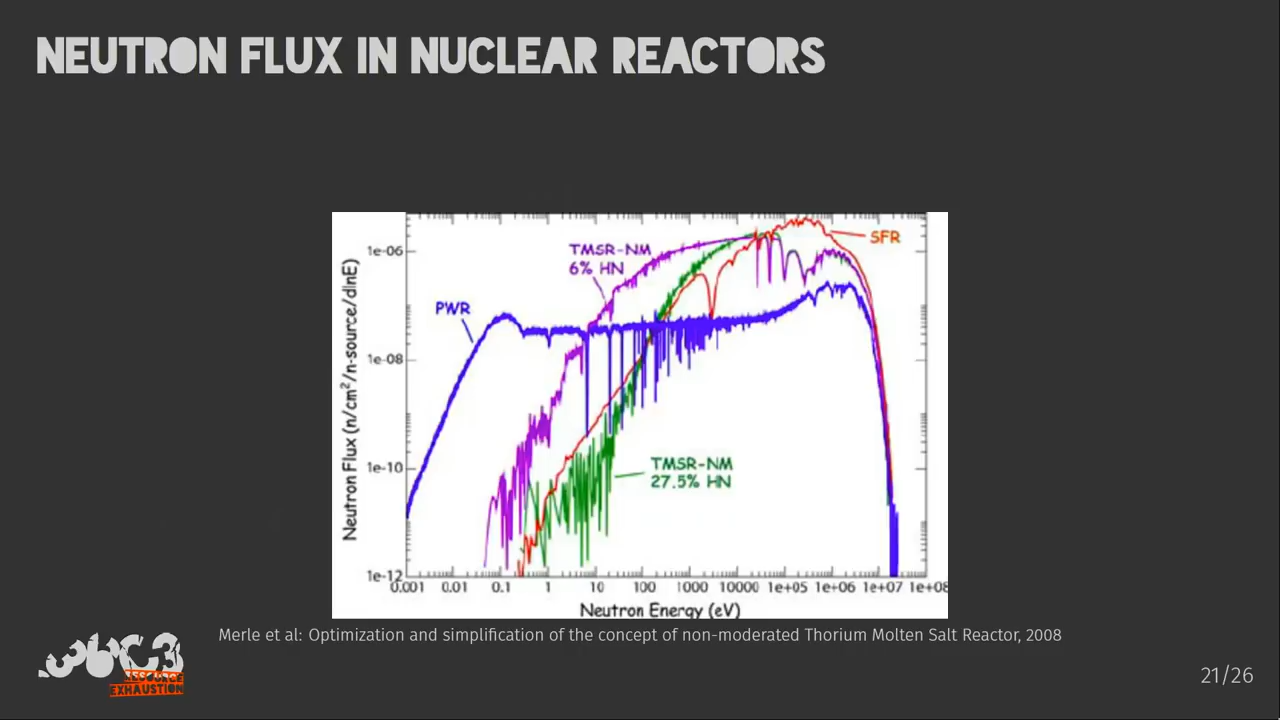 NEUTRON FLUX IN NUCLEAR REACTORS
Neutron Flux (n/cm²/n-source/dlnE)
1e-06
1e-08
1e-10
1e-12
PWR
TMSR-NM
6% HN
SFR
TMSR-NM
27.5% HN
0.001 0.01 0.1 1 10 100 1000 10000 1e+05 1e+06 1e+07 1e+08
Neutron Energy (eV)
Merle et al: Optimization and simplification of the concept of non-moderated Thorium Molten Salt Reactor, 2008
36C3
RESOURCE
EXHAUSTION
21/26